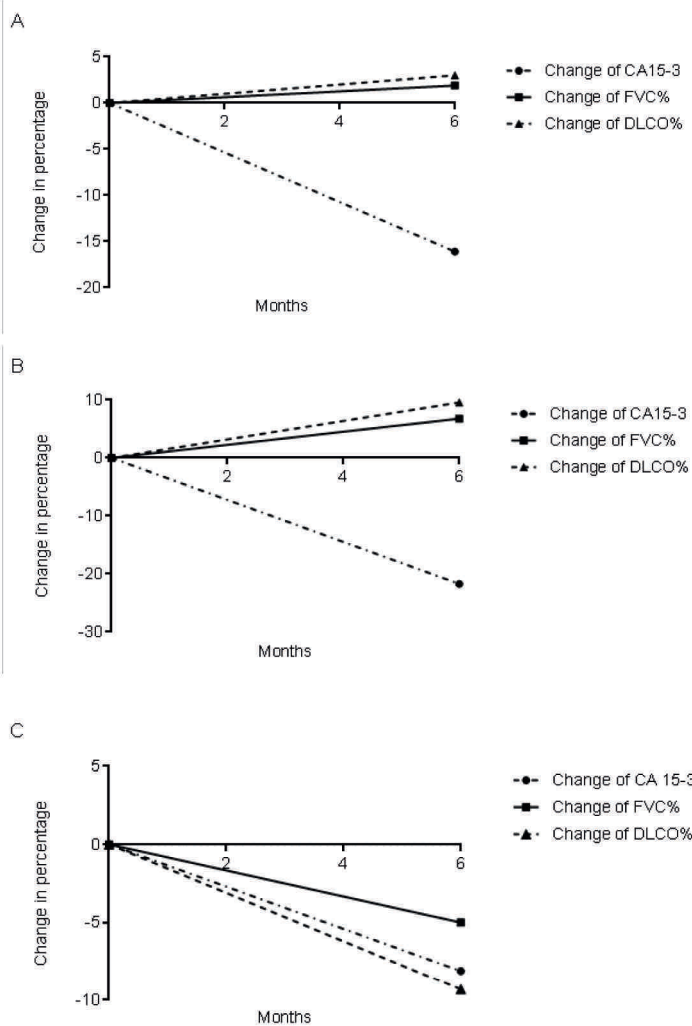 A
5
0
-5
-10
-15
-20
2
4
6
Change in percentage
Months
Change of CA15-3
Change of FVC%
Change of DLCO%
B
10
0
-10
-20
-30
2
4
6
Change in percentage
Months
Change of CA15-3
Change of FVC%
Change of DLCO%
C
5
0
-5
-10
2
4
6
Change in percentage
Months
Change of CA 15-3
Change of FVC%
Change of DLCO%